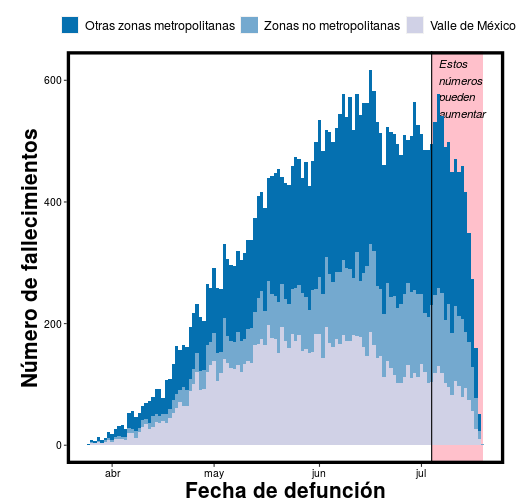 Otras zonas metropolitanas Zonas no metropolitanas Valle de México
Estos
números
pueden
aumentar
600
400
200
0
Número de fallecimientos
abr may jun jul
Fecha de defunción